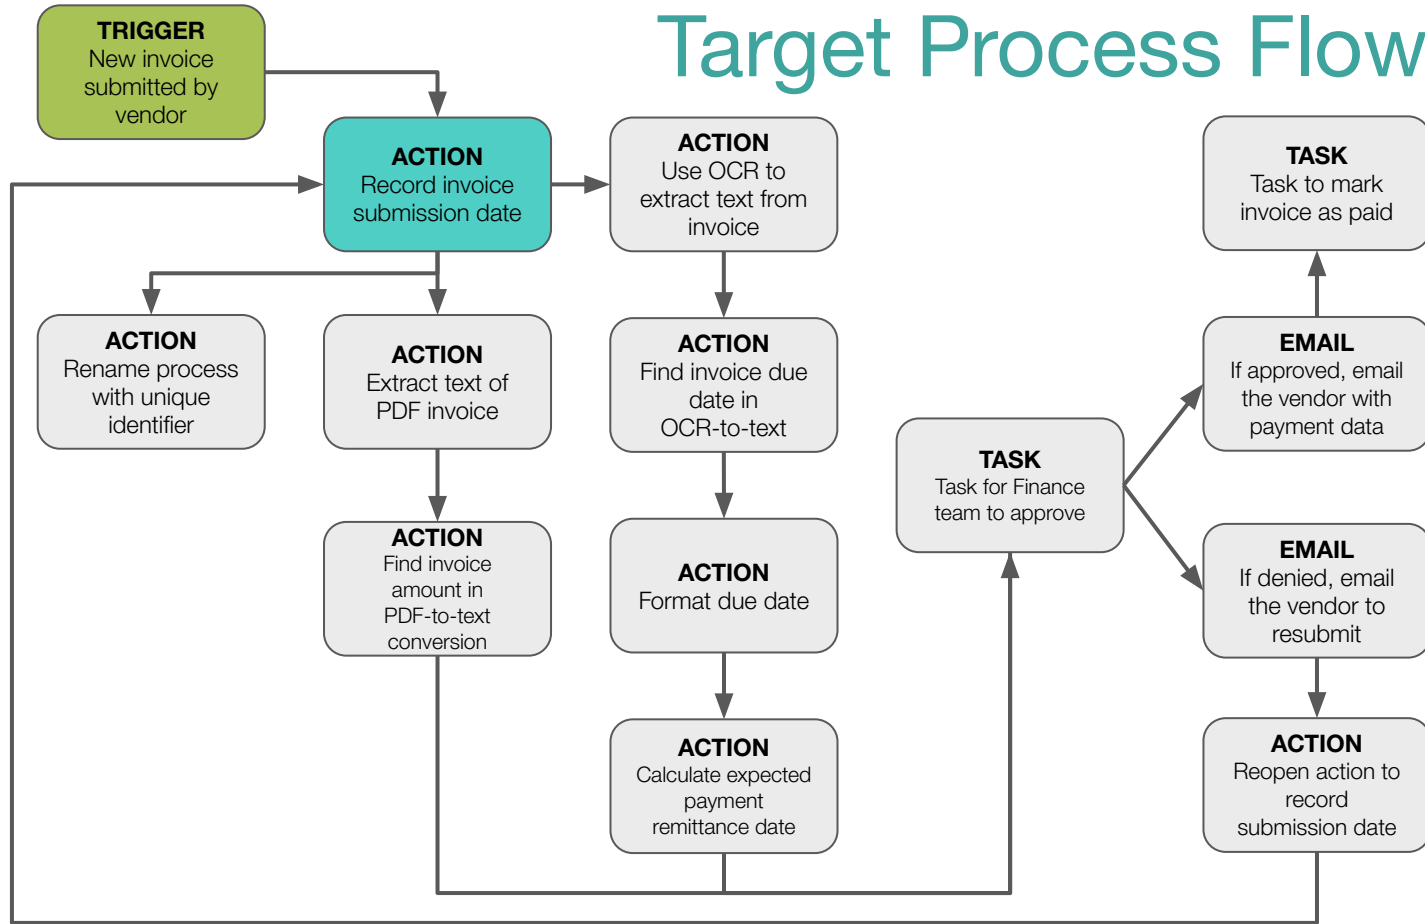 Target Process Flow
TRIGGER
New invoice
submitted by
vendor
ACTION
Record invoice
submission date
ACTION
Use OCR to
extract text from
invoice
TASK
Task to mark
invoice as paid
ACTION
Rename process
with unique
identifier
ACTION
Extract text of
PDF invoice
ACTION
Find invoice due
date in
OCR-to-text
EMAIL
If approved, email
the vendor with
payment data
TASK
Task for Finance
team to approve
ACTION
Find invoice
amount in
PDF-to-text
conversion
ACTION
Format due date
EMAIL
If denied, email
the vendor to
resubmit
ACTION
Calculate expected
payment
remittance date
ACTION
Reopen action to
record
submission date